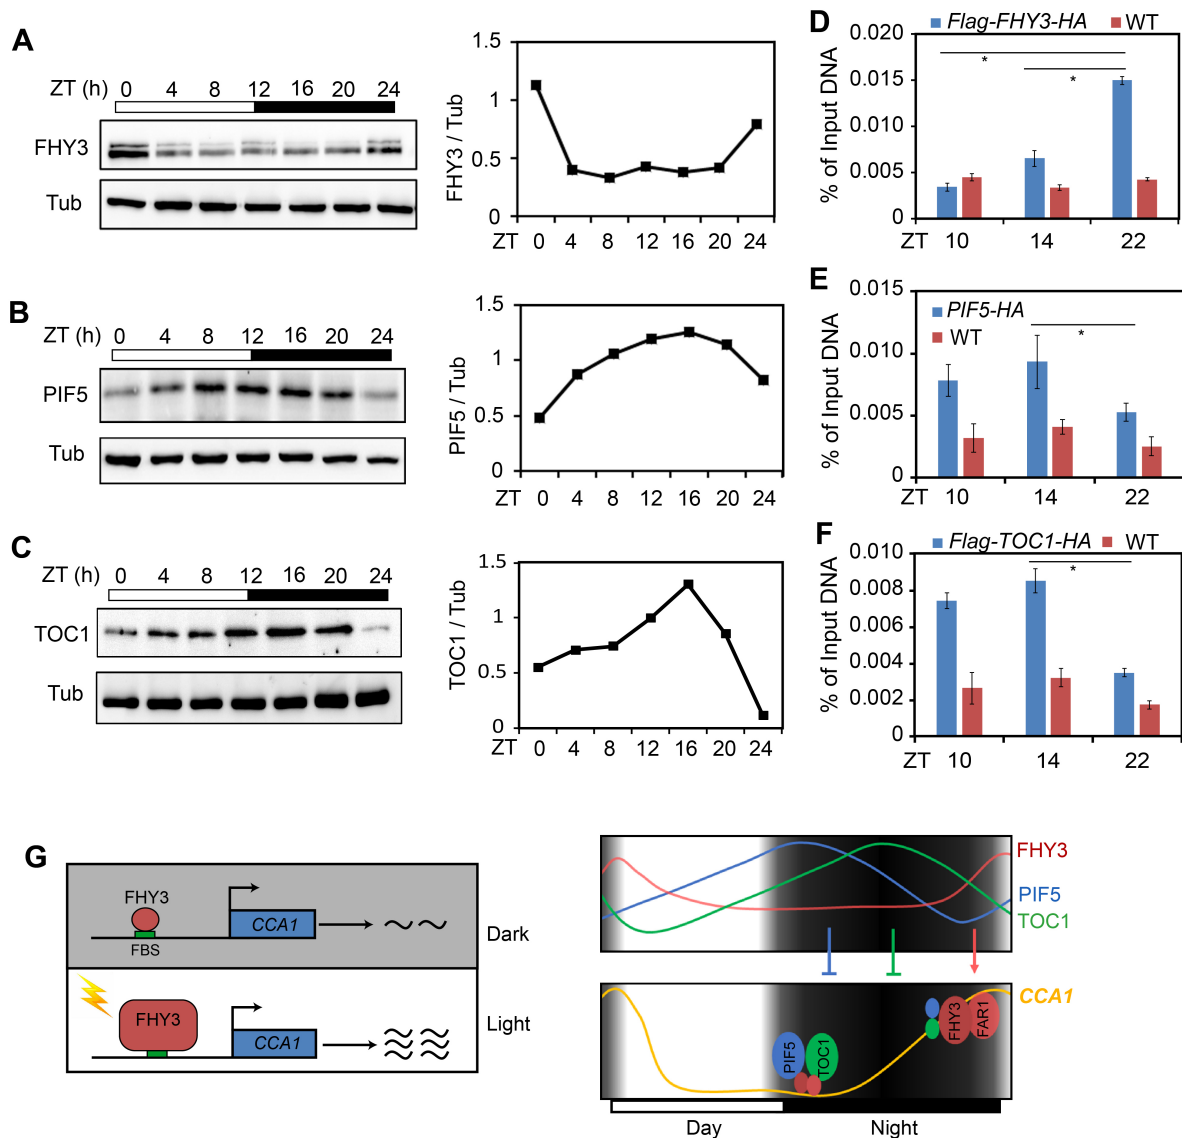 A
ZT (h) 0 4 8 12 16 20 24
FHY3
Tub
FHY3 / Tub
1.5
1
0.5
0
ZT 0 4 8 12 16 20 24
B
ZT (h) 0 4 8 12 16 20 24
PIF5
Tub
PIF5 / Tub
1.5
1
0.5
0
ZT 0 4 8 12 16 20 24
C
ZT (h) 0 4 8 12 16 20 24
TOC1
Tub
TOC1 / Tub
1.5
1
0.5
0
ZT 0 4 8 12 16 20 24
D
Flag-FHY3-HA WT
% of Input DNA
0.020
0.015
0.010
0.005
0
* *
ZT 10 14 22
E
PIF5-HA
WT
% of Input DNA
0.015
0.010
0.005
0
*
ZT 10 14 22
F
Flag-TOC1-HA WT
% of Input DNA
0.010
0.008
0.006
0.004
0.002
0
*
ZT 10 14 22
G
FHY3
FBS
CCA1
Dark
FHY3
CCA1
Light
FHY3
PIF5
TOC1
CCA1
PIF5 TOC1
FHY3 FAR1
Day Night